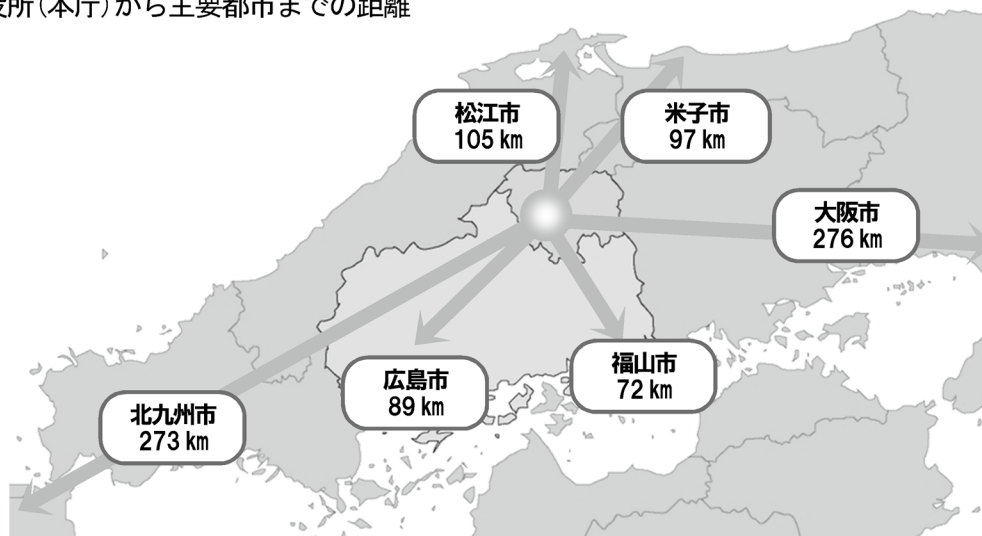 所(本庁)から主要都市までの距離
松江市
105 km
米子市
97 km
大阪市
276 km
福山市
72 km
広島市
89 km
北九州市
273 km